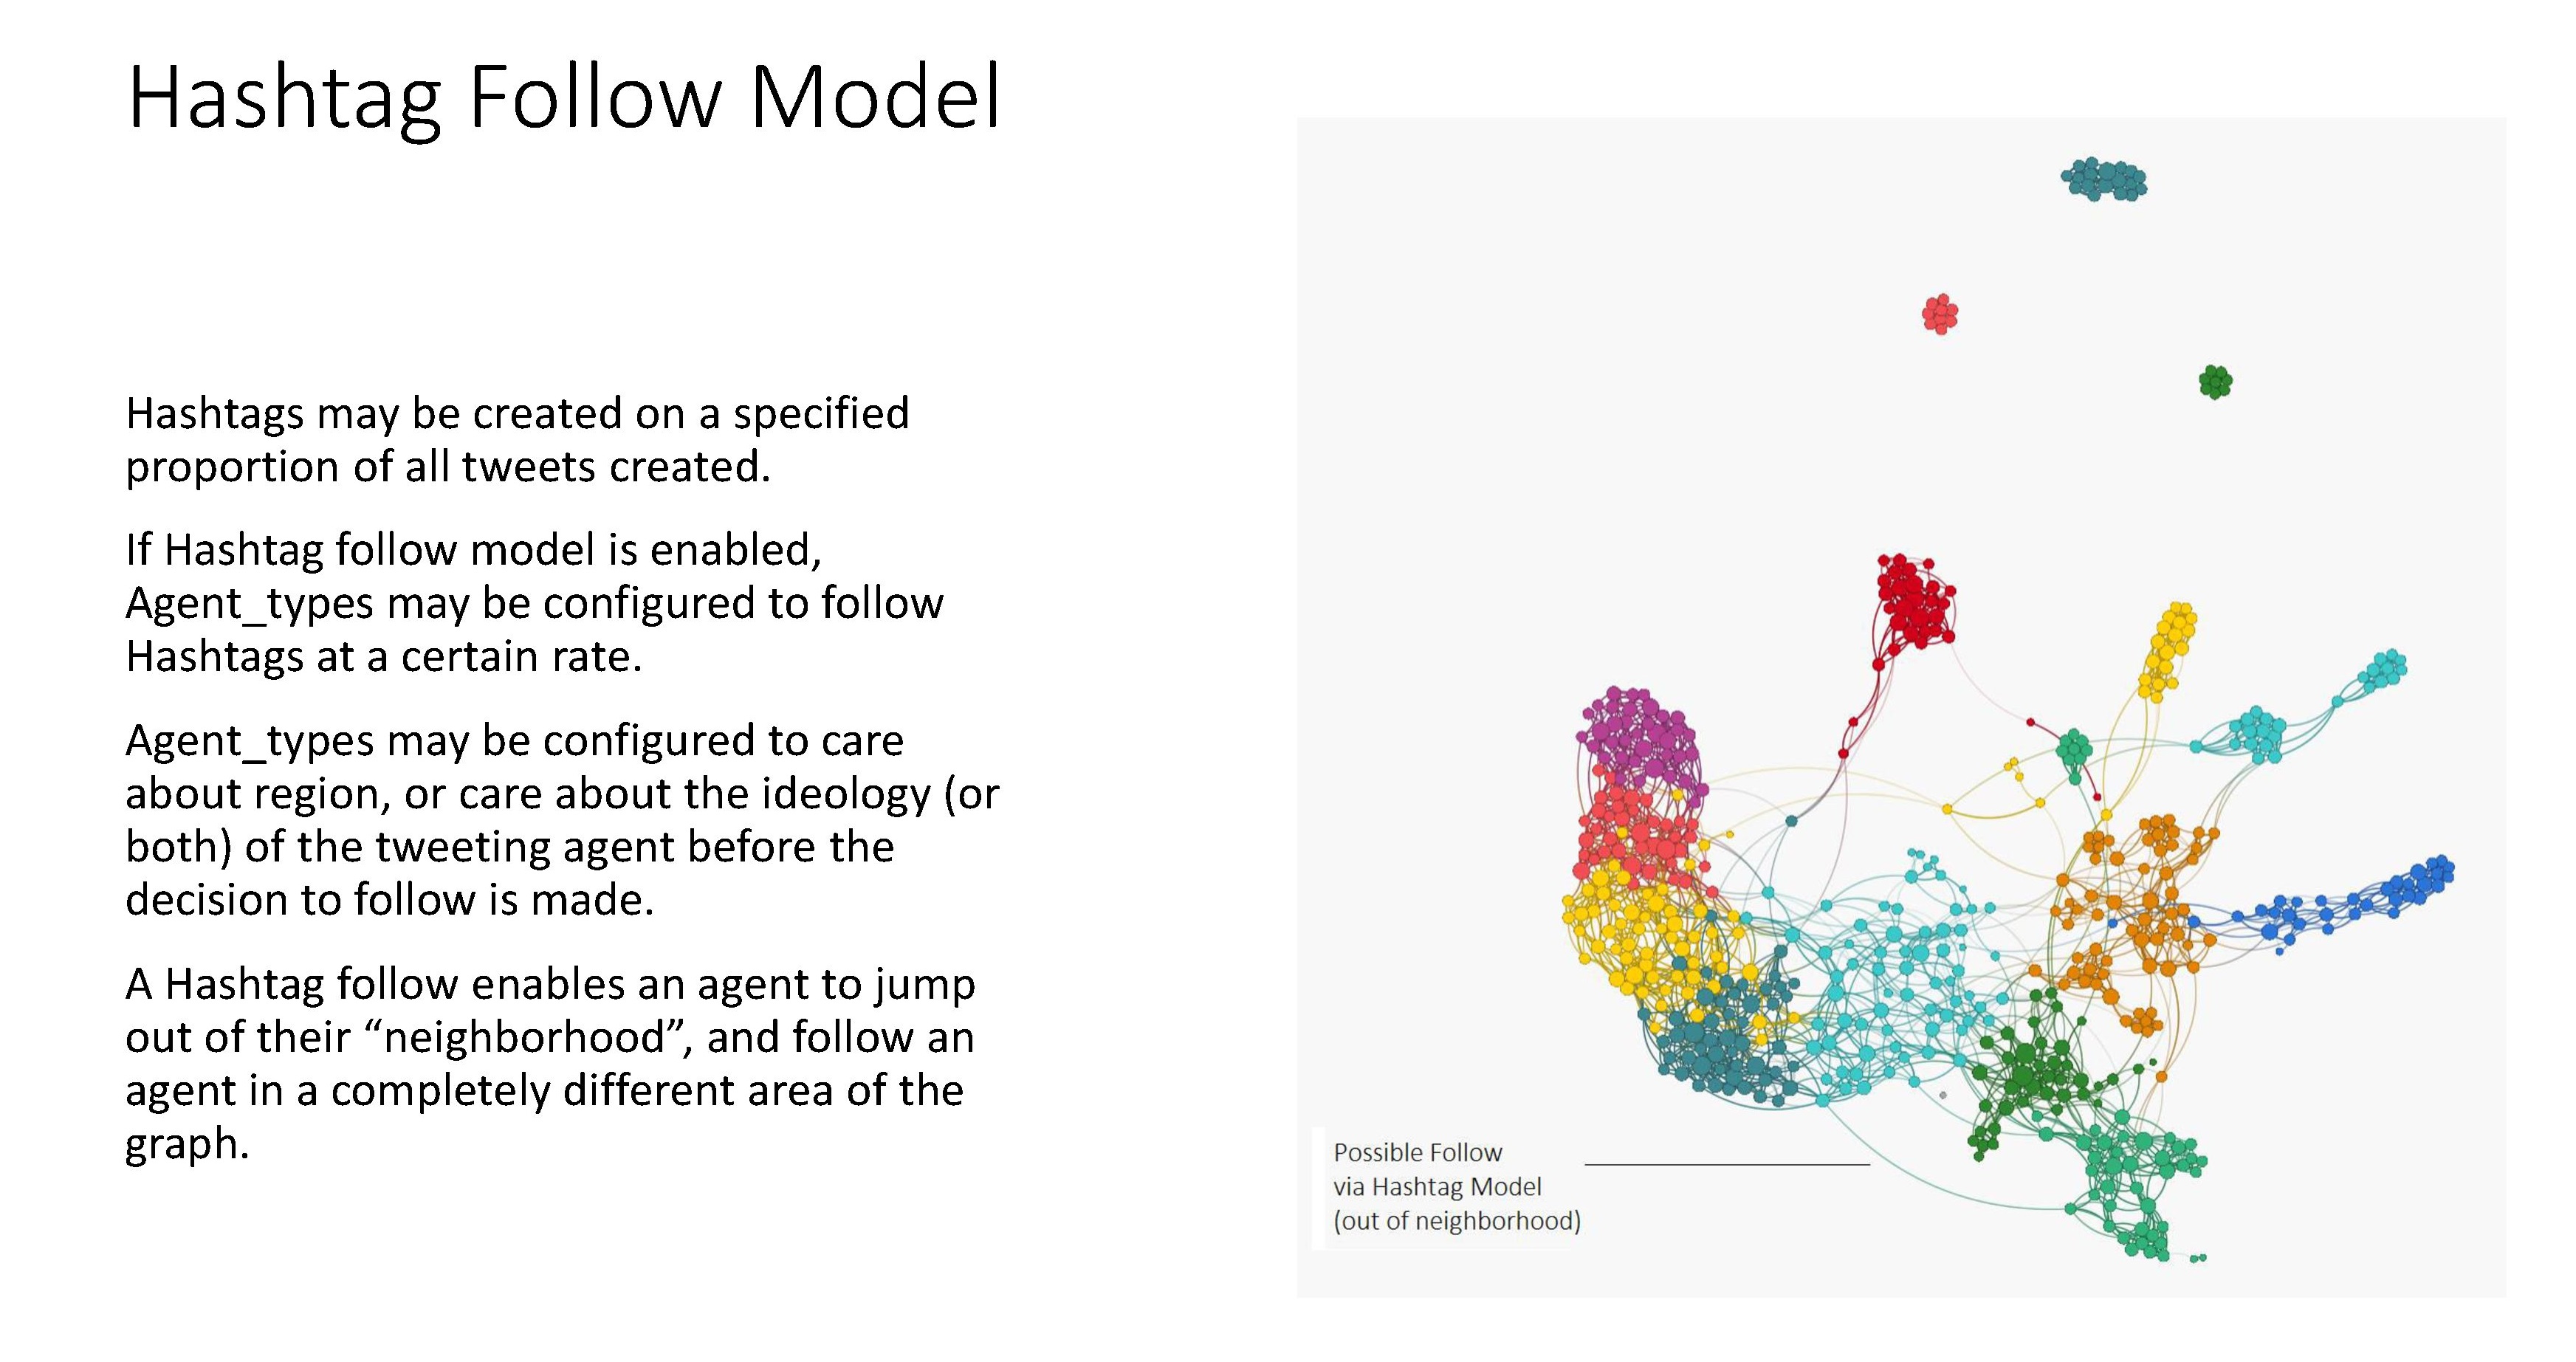 Hashtag Follow Model
Hashtags may be created on a specified
proportion of all tweets created.
If Hashtag follow model is enabled,
Agent_types may be configured to follow
Hashtags at a certain rate.
Agent_types may be configured to care
about region, or care about the ideology (or
both) of the tweeting agent before the
decision to follow is made.
A Hashtag follow enables an agent to jump
out of their “neighborhood”, and follow an
agent in a completely different area of the
graph.
Possible Follow
via Hashtag Model
(out of neighborhood)